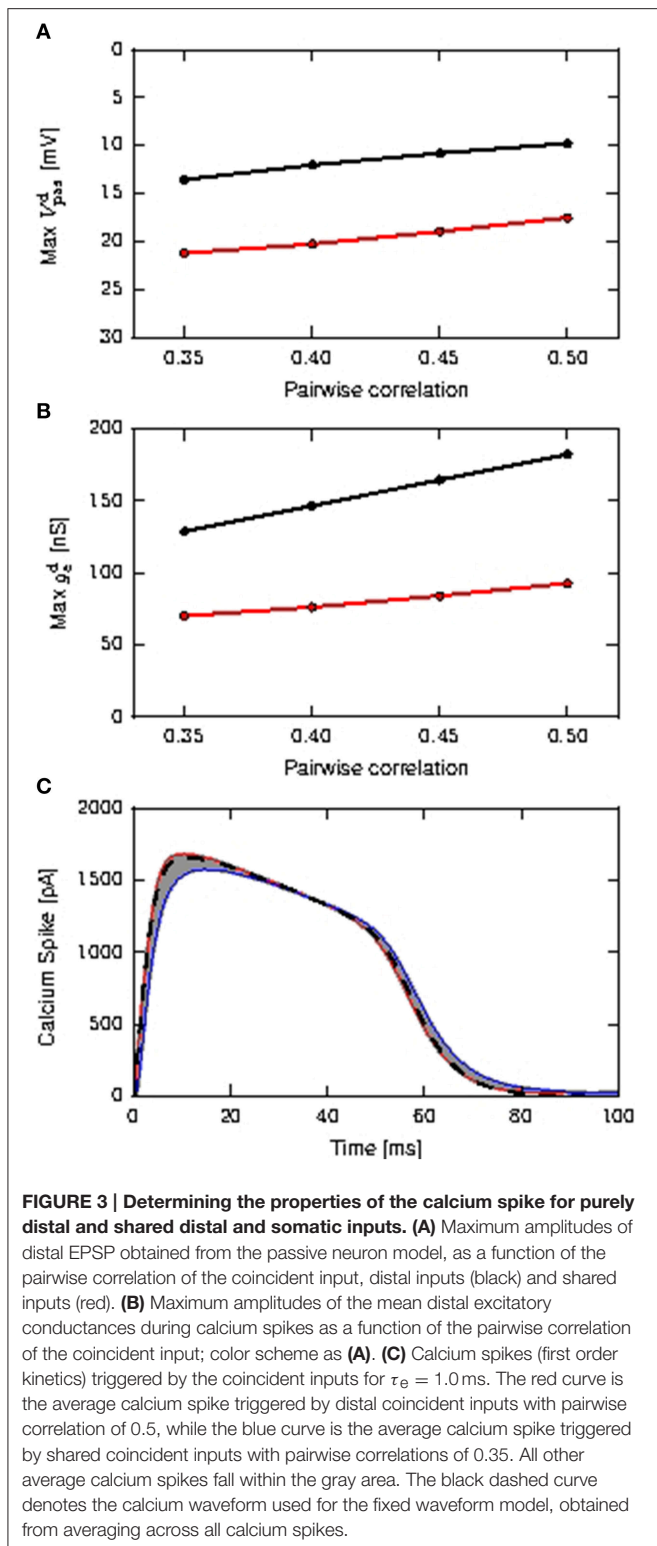 A
0
5
10
15
20
25
30
Max V^d_pas [mV]
0.35 0.40 0.45 0.50
Pairwise correlation
B
200
150
100
50
0
Max g^d_e [nS]
0.35 0.40 0.45 0.50
Pairwise correlation
C
2000
1500
1000
500
0
Calcium Spike [pA]
0 20 40 60 80 100
Time [ms]
FIGURE 3 | Determining the properties of the calcium spike for purely
distal and shared distal and somatic inputs. (A) Maximum amplitudes of
distal EPSP obtained from the passive neuron model, as a function of the
pairwise correlation of the coincident input, distal inputs (black) and shared
inputs (red). (B) Maximum amplitudes of the mean distal excitatory
conductances during calcium spikes as a function of the pairwise correlation
of the coincident input; color scheme as (A). (C) Calcium spikes (first order
kinetics) triggered by the coincident inputs for τe = 1.0 ms. The red curve is
the average calcium spike triggered by distal coincident inputs with pairwise
correlation of 0.5, while the blue curve is the average calcium spike triggered
by shared coincident inputs with pairwise correlations of 0.35. All other
average calcium spikes fall within the gray area. The black dashed curve
denotes the calcium waveform used for the fixed waveform model, obtained
from averaging across all calcium spikes.